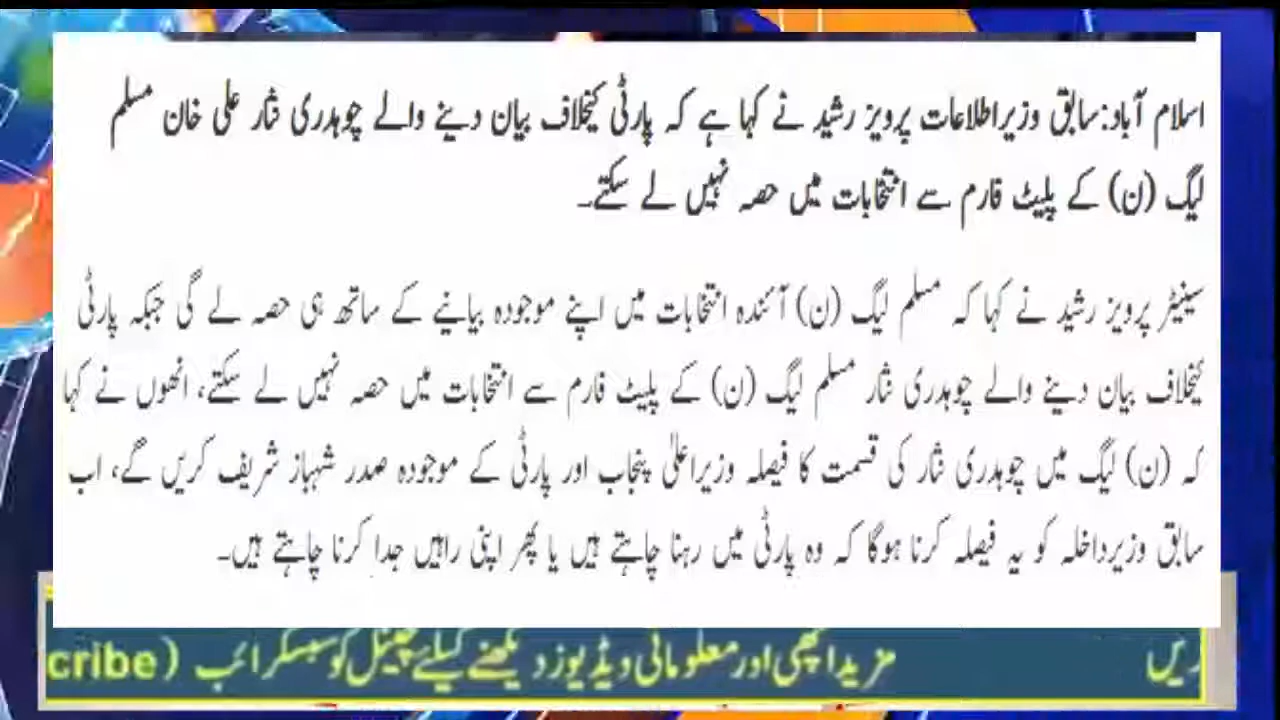 اسلام آباد:سابق وزیراطلاعات پرویز رشید نے کہا ہے کہ پارٹی کیخلاف بیان دینے والے چوہدری نثار علی خان مسلم
لیگ (ن) کے پلیٹ فارم سے انتخابات میں حصہ نہیں لے سکتے۔
سینیٹر پرویز رشید نے کہا کہ مسلم لیگ (ن) آئندہ انتخابات میں اپنے موجودہ بیانیے کے ساتھ ہی حصہ لے گی جبکہ پارٹی
کیخلاف بیان دینے والے چوہدری نثار مسلم لیگ (ن) کے پلیٹ فارم سے انتخابات میں حصہ نہیں لے سکتے، انھوں نے کہا
کہ (ن) لیگ میں چوہدری نثار کی قسمت کا فیصلہ وزیراعلیٰ پنجاب اور پارٹی کے موجودہ صدر شہباز شریف کریں گے، اب
سابق وزیرداخلہ کو یہ فیصلہ کرنا ہوگا کہ وہ پارٹی میں رہنا چاہتے ہیں یا پھر اپنی راہیں جدا کرنا چاہتے ہیں۔
ریں مزید اچھی اور معلوماتی ویڈیوز دیکھنے کیلئے چینل کو سبسکرائب (cribe